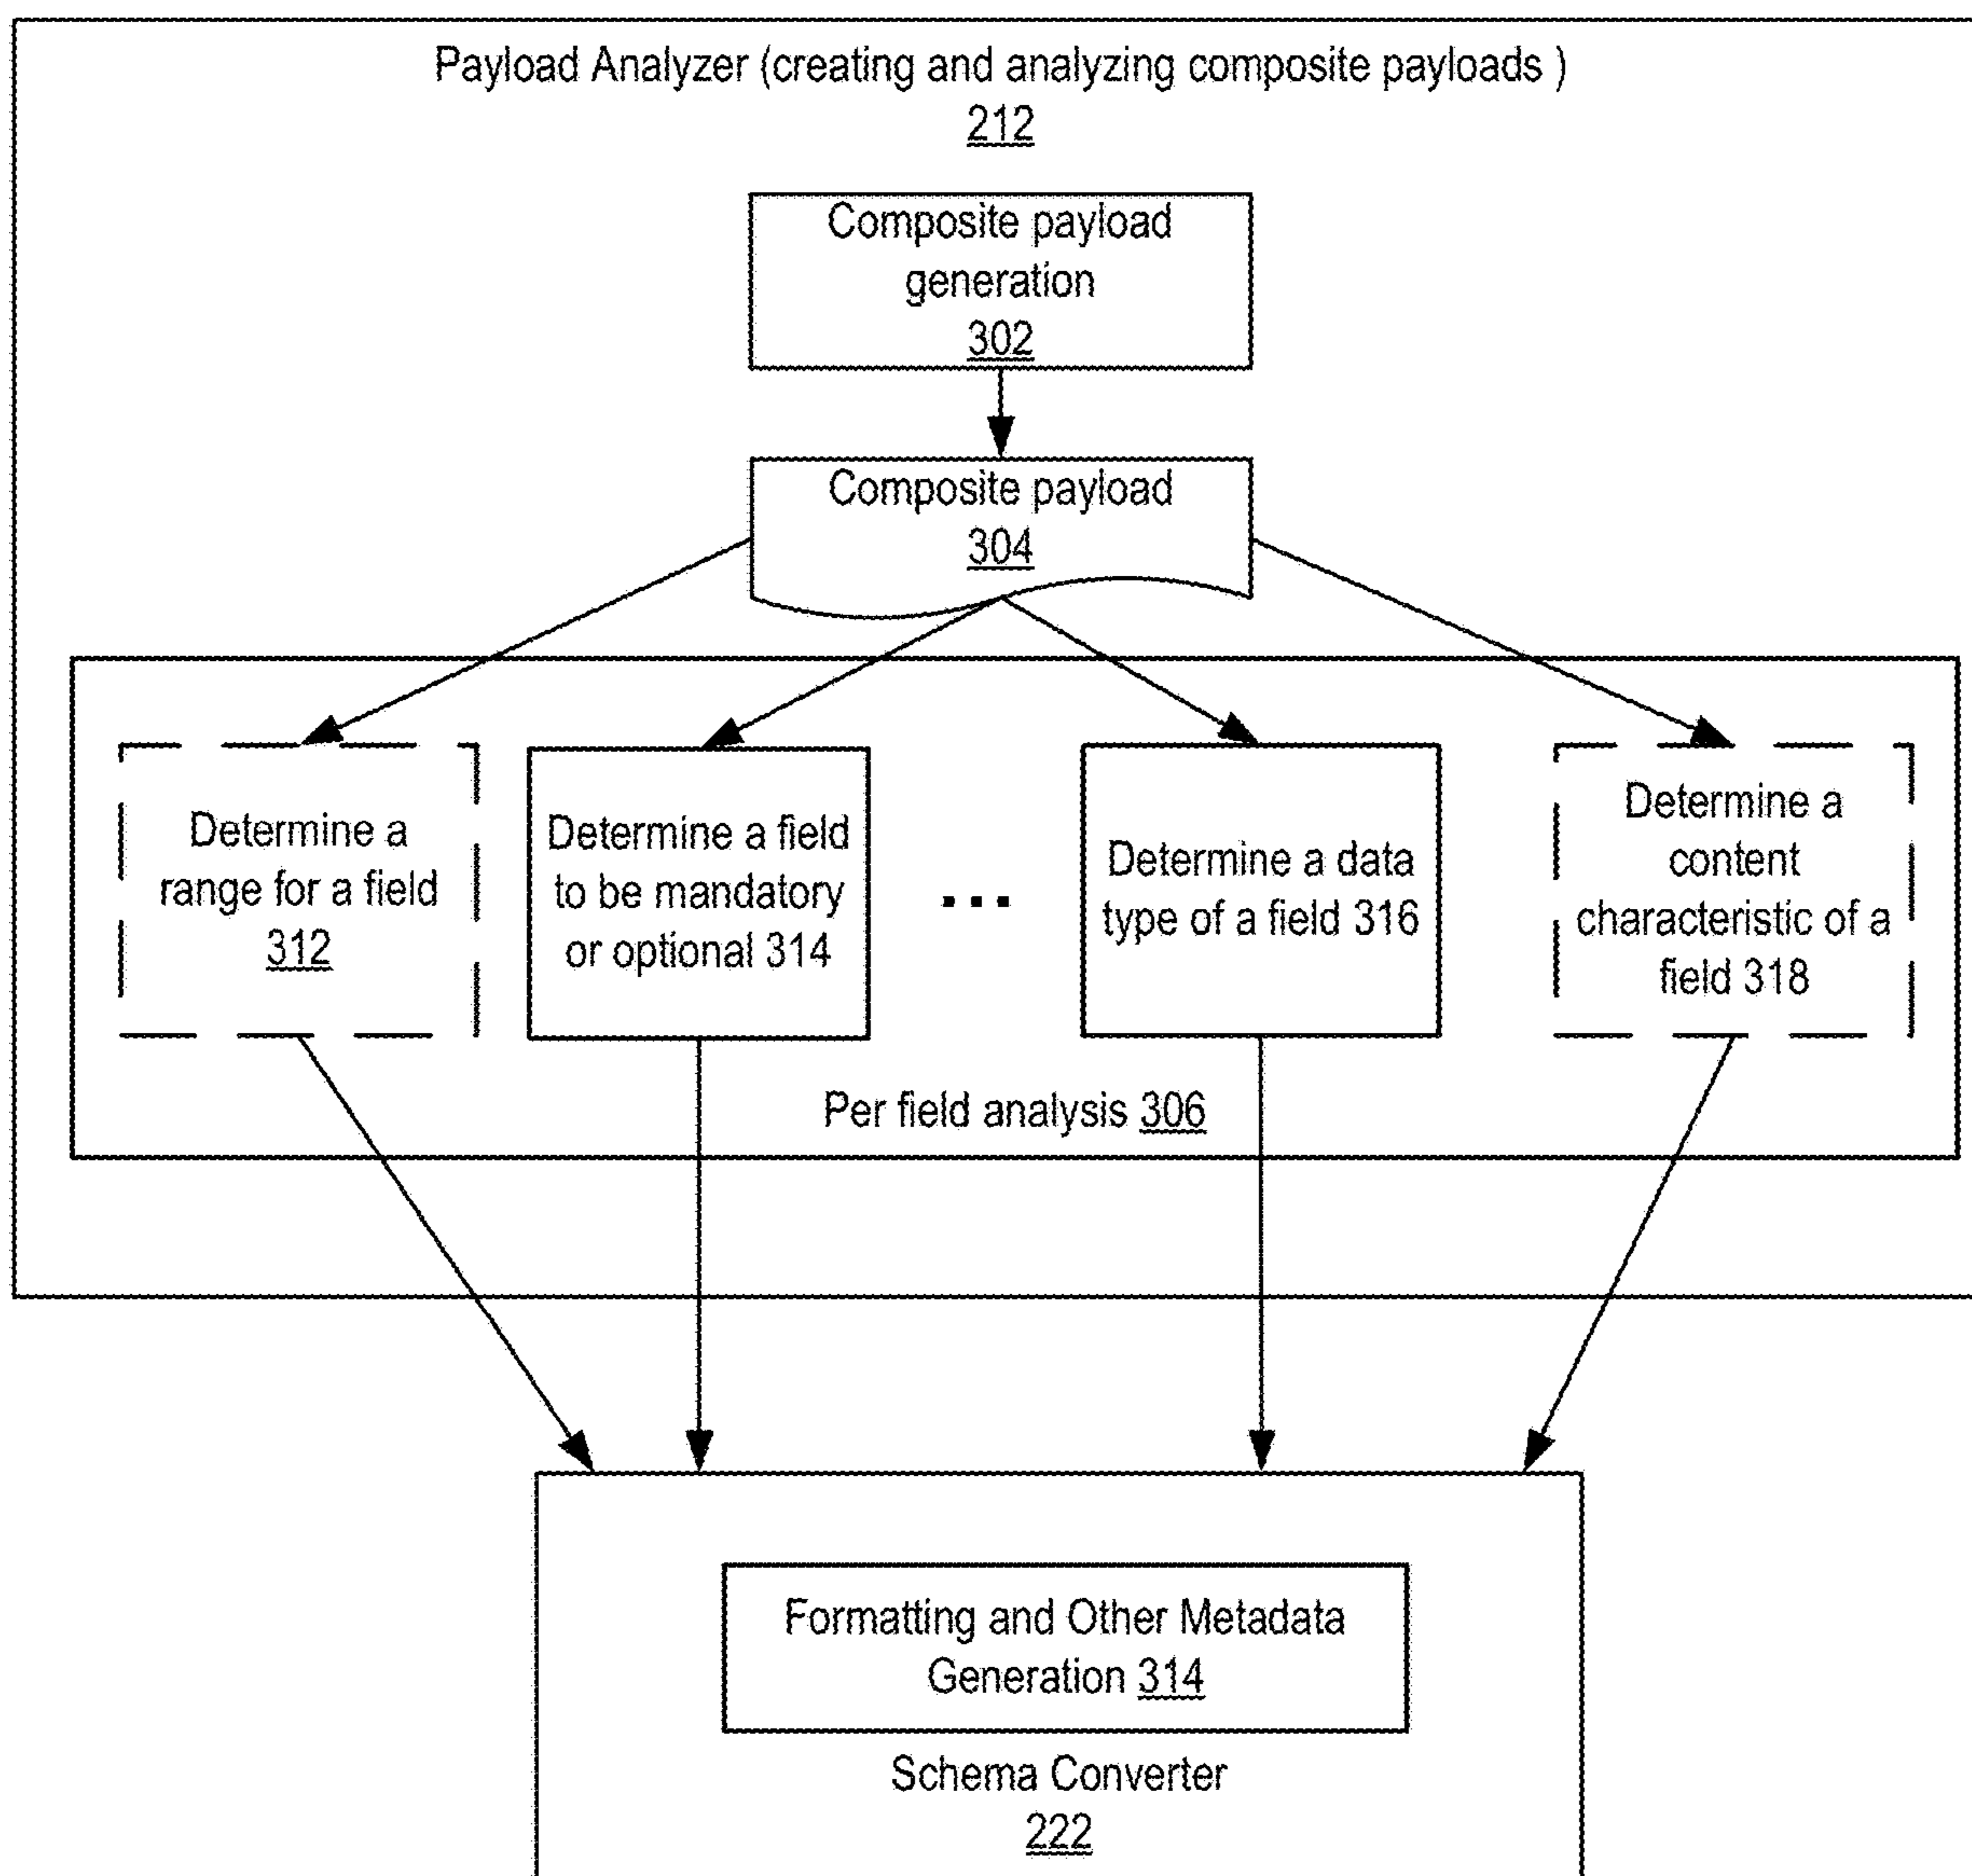 Payload Analyzer (creating and analyzing composite payloads )
212
Composite payload
generation
302
Composite payload
304
Determine a
range for a field
312
Determine a field
to be mandatory
or optional 314
...
Determine a data
type of a field 316
Determine a
content
characteristic of a
field 318
Per field analysis 306
Formatting and Other Metadata
Generation 314
Schema Converter
222